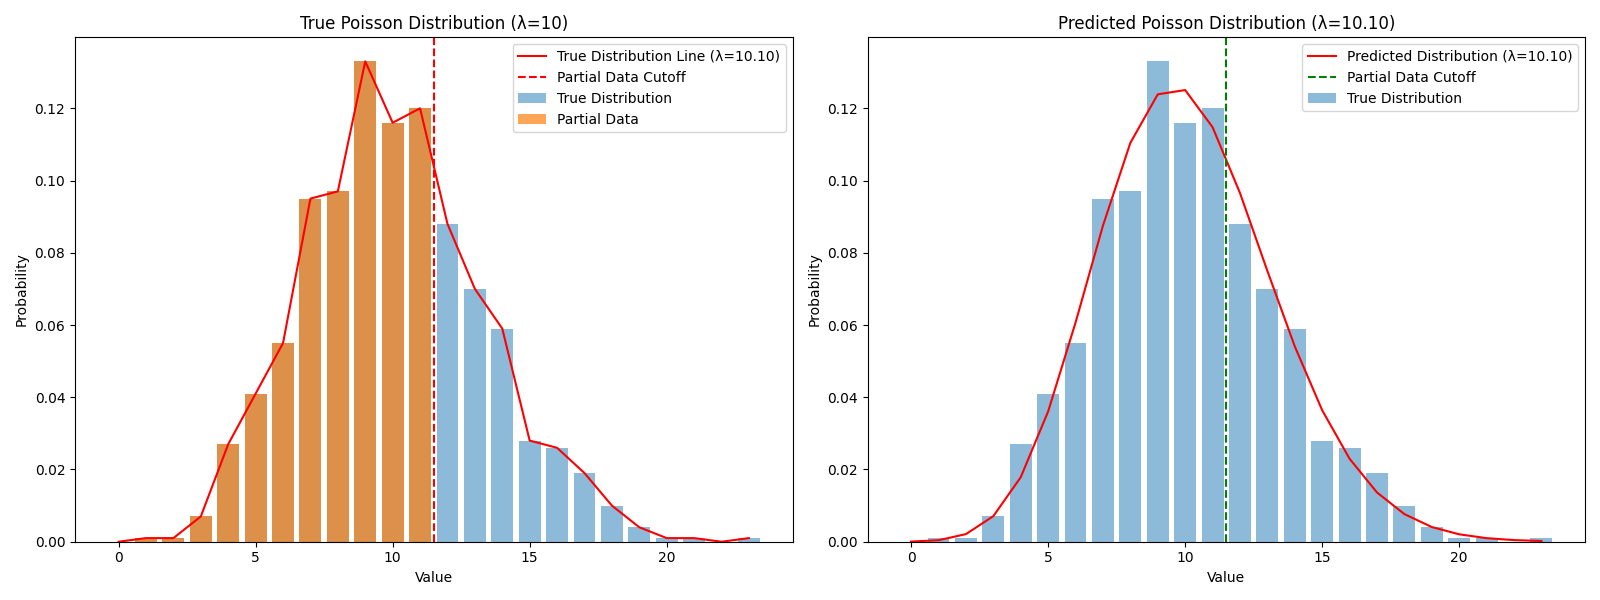 True Poisson Distribution (λ=10)
True Distribution Line (λ=10.10)
Partial Data Cutoff
True Distribution
Partial Data
Probability
0.12
0.10
0.08
0.06
0.04
0.02
0.00
0
5
10
15
20
Value
Predicted Poisson Distribution (λ=10.10)
Predicted Distribution (λ=10.10)
Partial Data Cutoff
True Distribution
Probability
0.12
0.10
0.08
0.06
0.04
0.02
0.00
0
5
10
15
20
Value